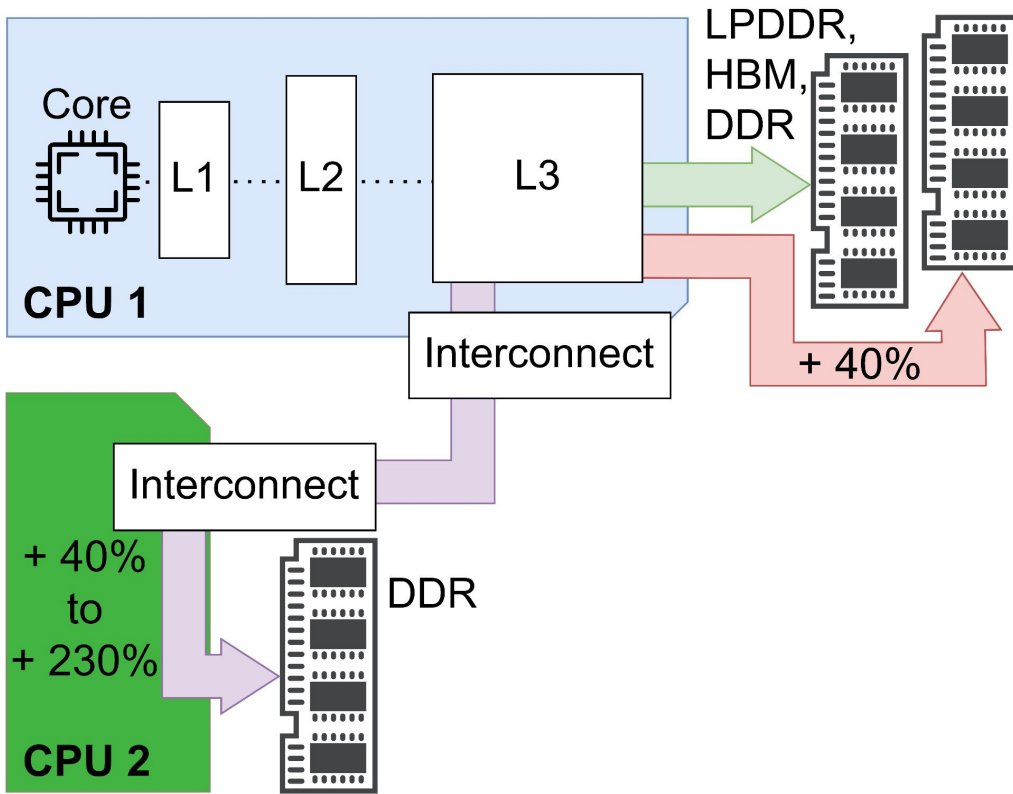 Core
L1
L2
L3
CPU 1
LPDDR,
HBM,
DDR
+ 40%
Interconnect
Interconnect
+ 40%
to
+ 230%
DDR
CPU 2